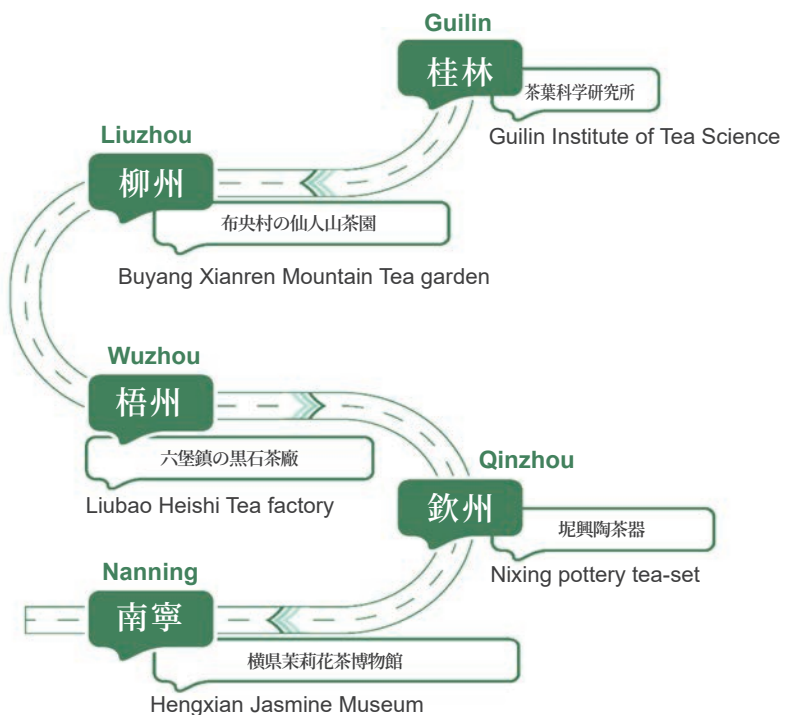 Guilin
桂林
茶葉科学研究所
Guilin Institute of Tea Science
Liuzhou
柳州
布央村の仙人山茶園
Buyang Xianren Mountain Tea garden
Wuzhou
梧州
六堡鎮の黒石茶廠
Liubao Heishi Tea factory
Qinzhou
欽州
坭興陶茶器
Nixing pottery tea-set
Nanning
南寧
横県茉莉花茶博物館
Hengxian Jasmine Museum